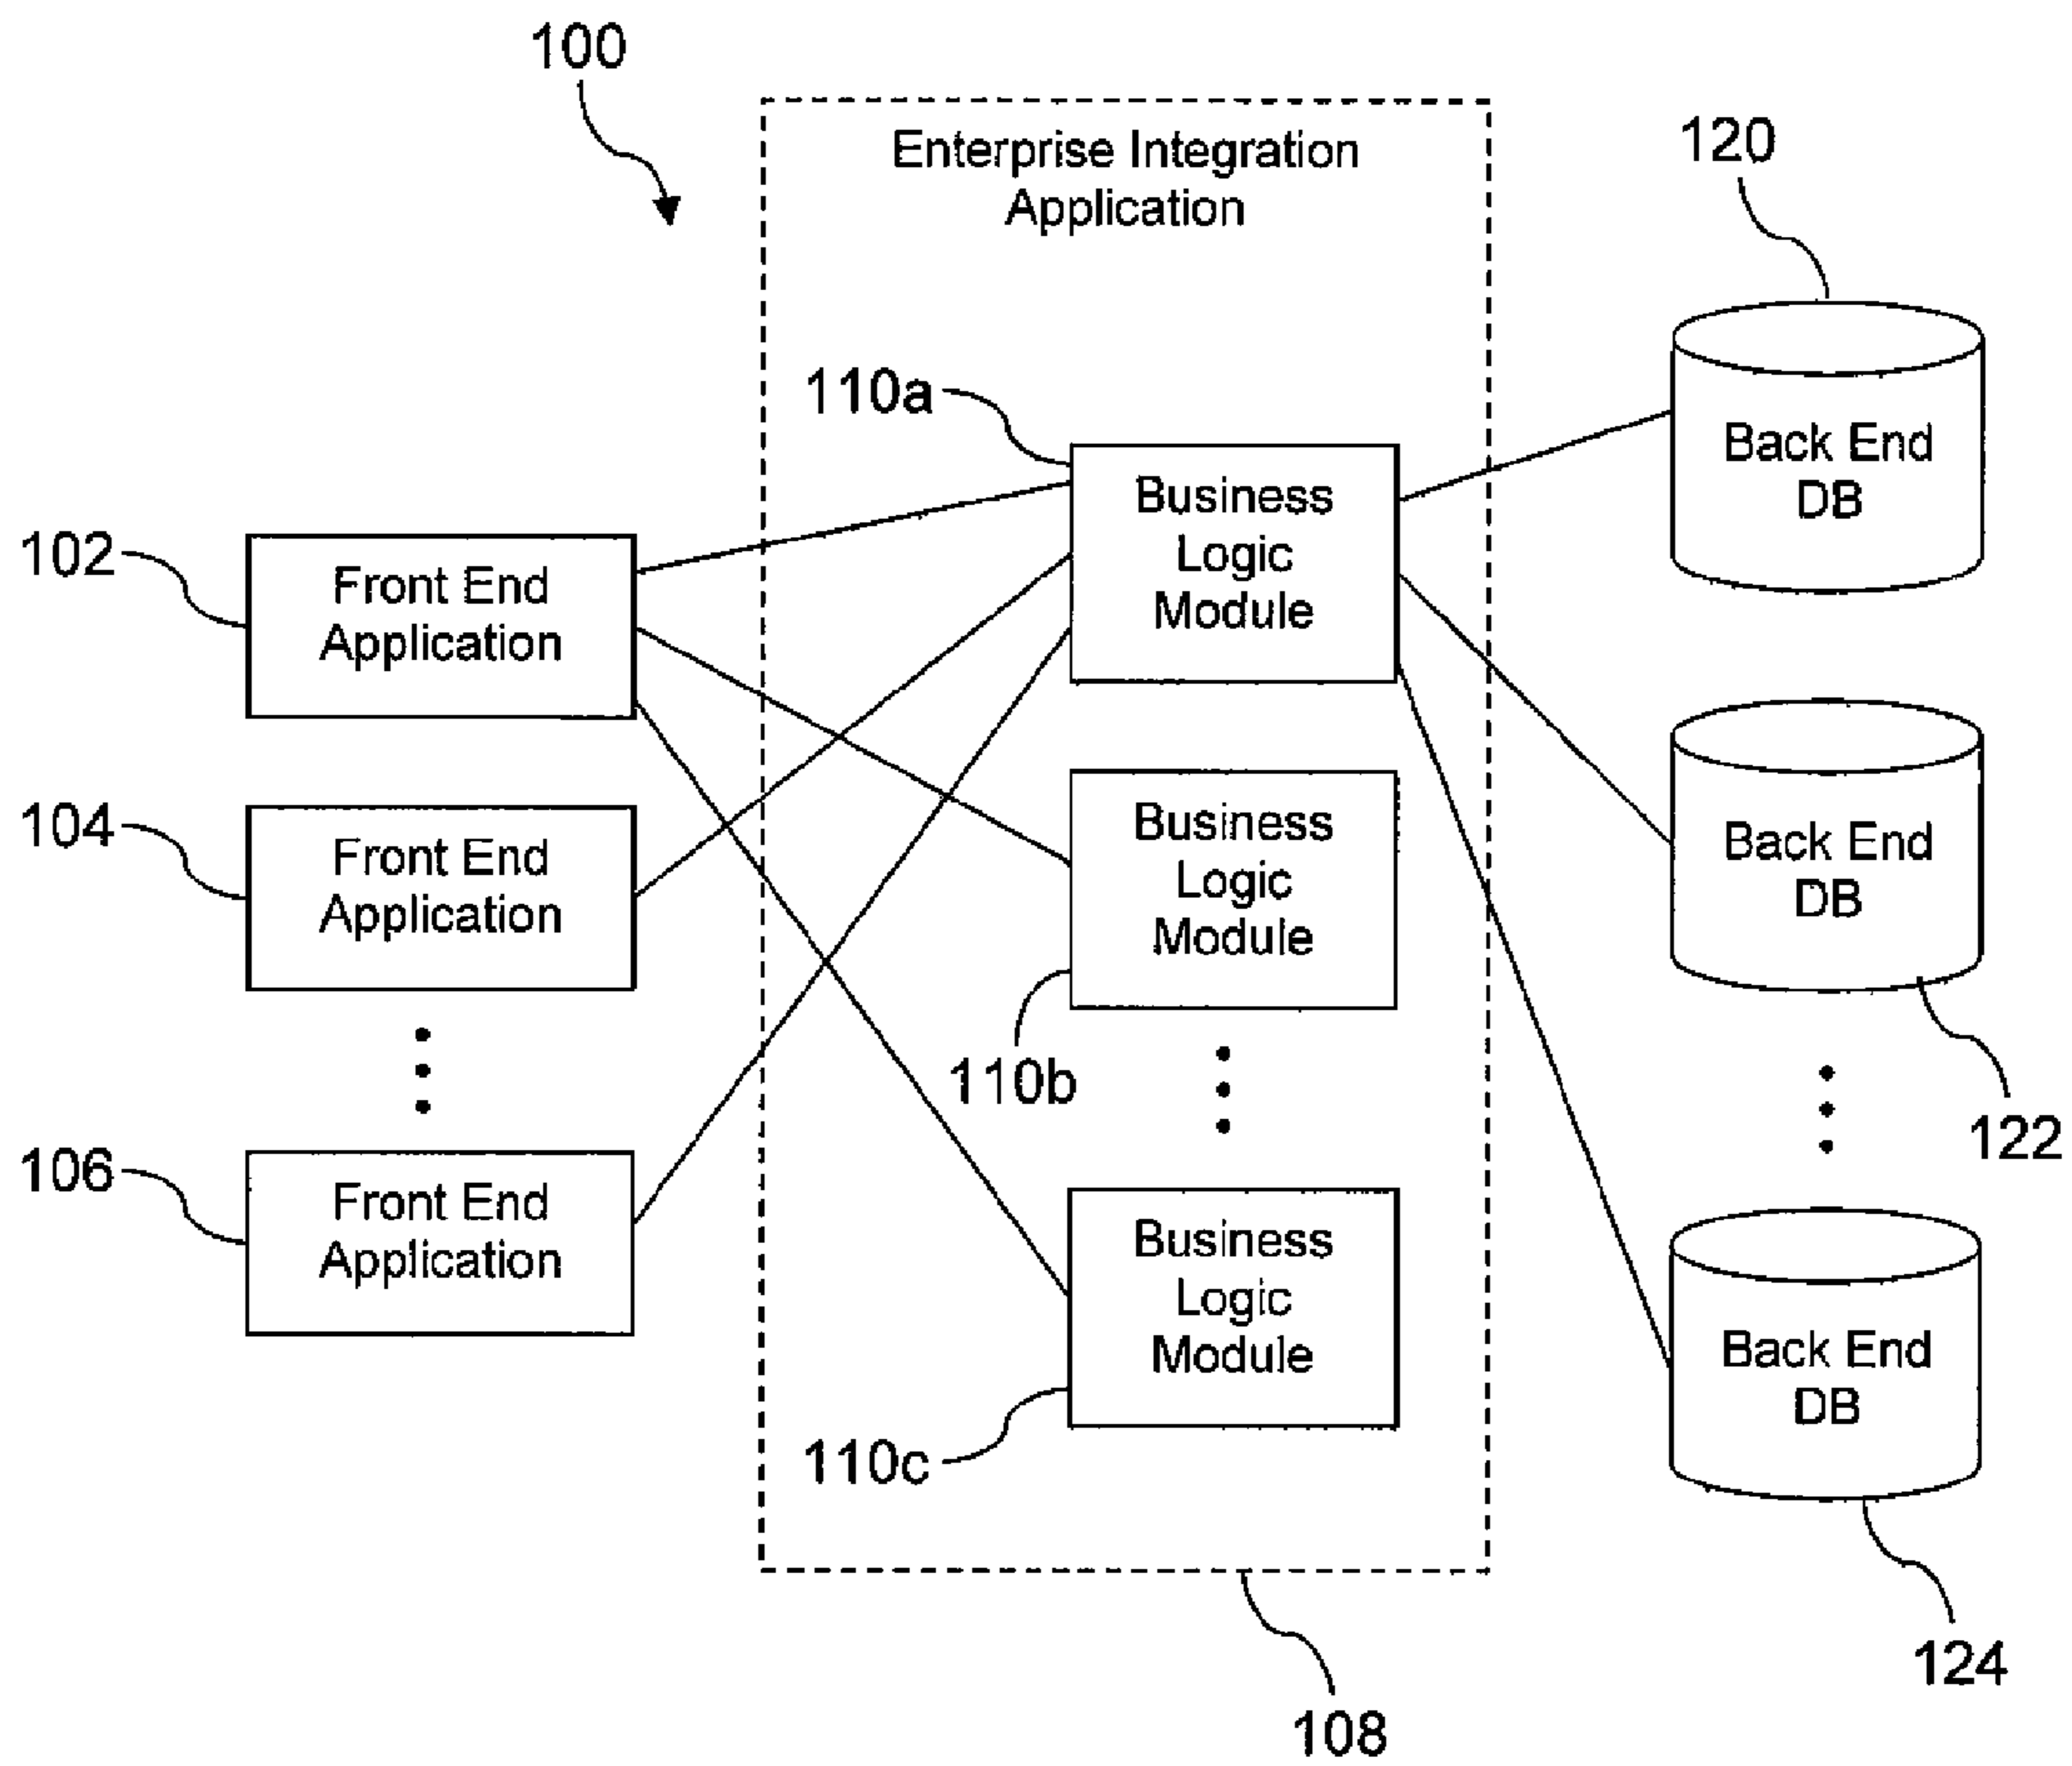 100
Enterprise Integration
Application
120
110a
Back End
DB
Business
Logic
Module
102
Front End
Application
104
Front End
Application
Business
Logic
Module
Back End
DB
110b
122
106
Front End
Application
Business
Logic
Module
Back End
DB
110c
124
108